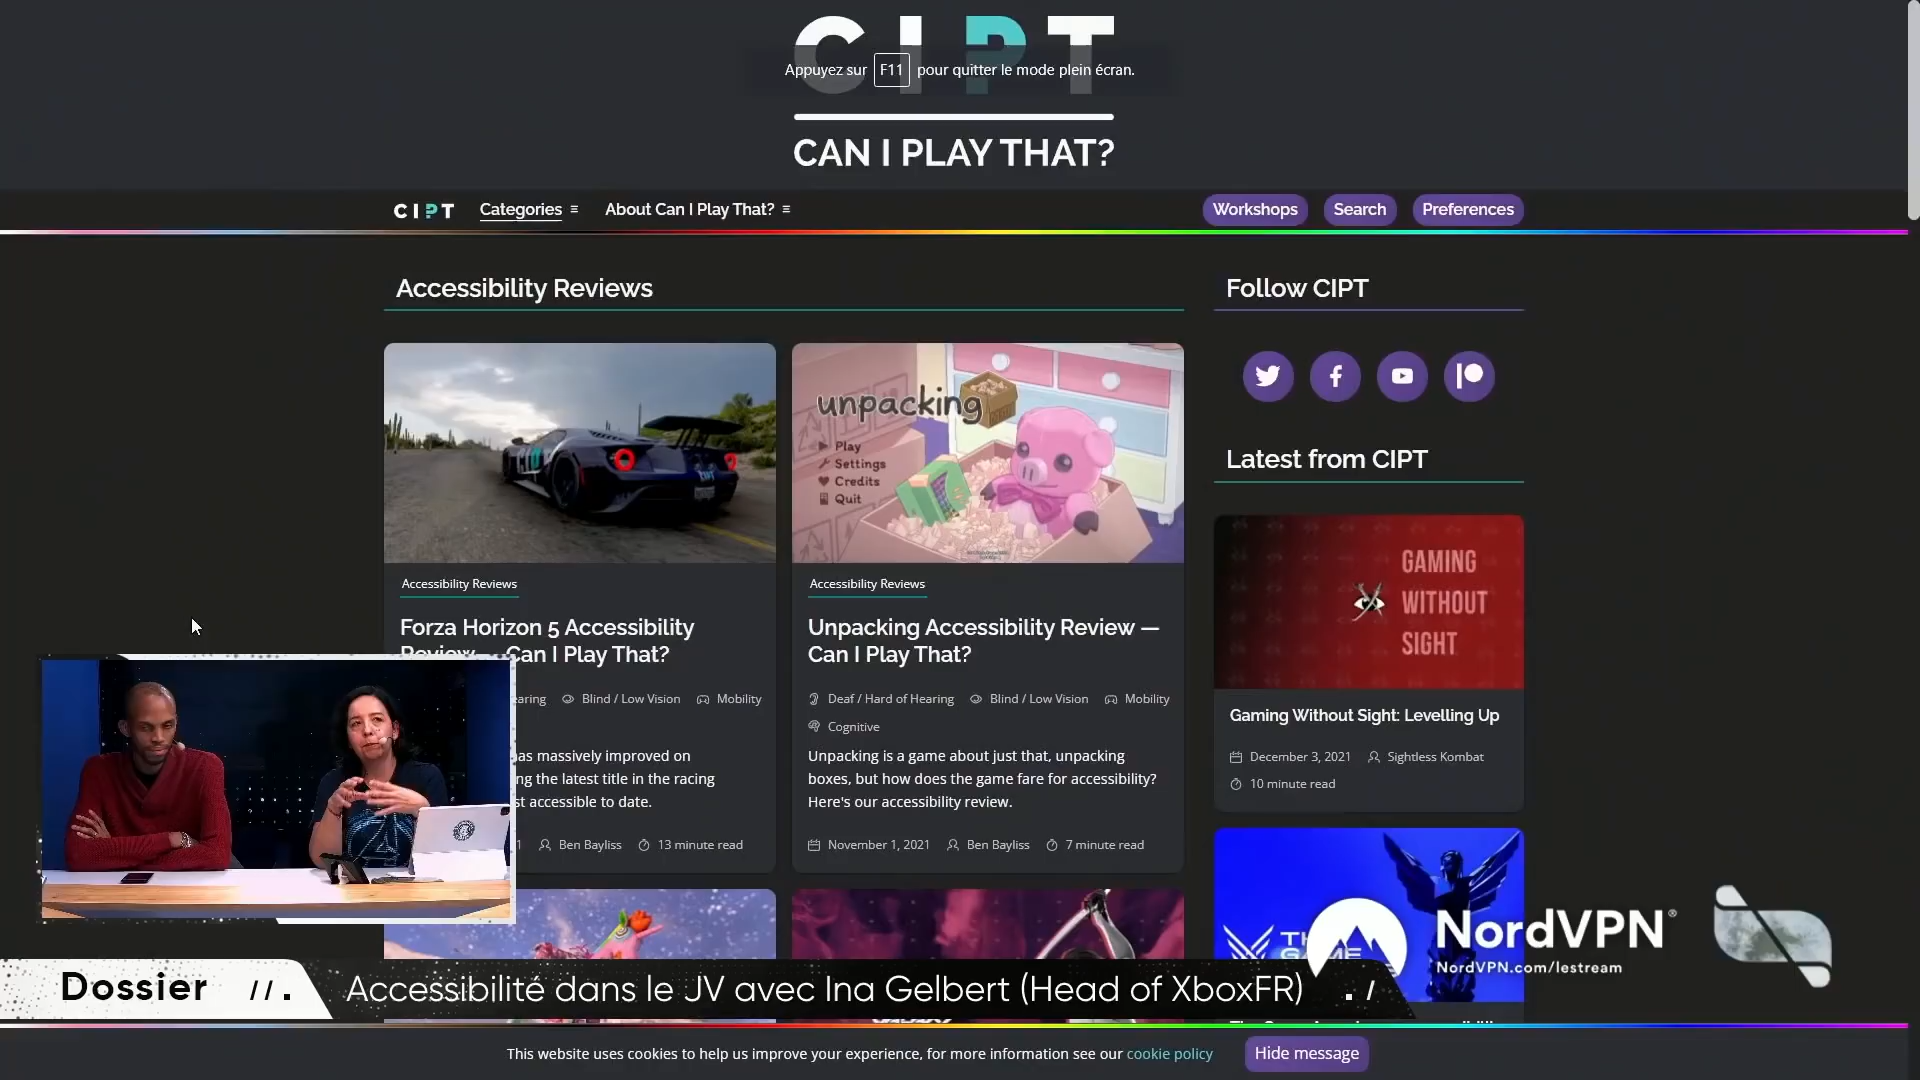 CIPT
Appuyez sur F11 pour quitter le mode plein écran.
CAN I PLAY THAT?
CIPT Categories About Can I Play That? Workshops Search Preferences
Accessibility Reviews
Follow CIPT
unpacking
Play
Settings
Credits
Quit
Latest from CIPT
GAMING
WITHOUT
SIGHT
Accessibility Reviews
Forza Horizon 5 Accessibility
Review Can I Play That?
earing Blind / Low Vision Mobility
as massively improved on
ng the latest title in the racing
st accessible to date.
1 Ben Bayliss 13 minute read
Accessibility Reviews
Unpacking Accessibility Review —
Can I Play That?
Deaf / Hard of Hearing Blind / Low Vision Mobility
Cognitive
Unpacking is a game about just that, unpacking
boxes, but how does the game fare for accessibility?
Here's our accessibility review.
November 1, 2021 Ben Bayliss 7 minute read
Gaming Without Sight: Levelling Up
December 3, 2021 Sightless Kombat
10 minute read
NordVPN®
NordVPN.com/lestream
Dossier //. Accessibilité dans le JV avec Ina Gelbert (Head of XboxFR) . /
This website uses cookies to help us improve your experience, for more information see our cookie policy Hide message